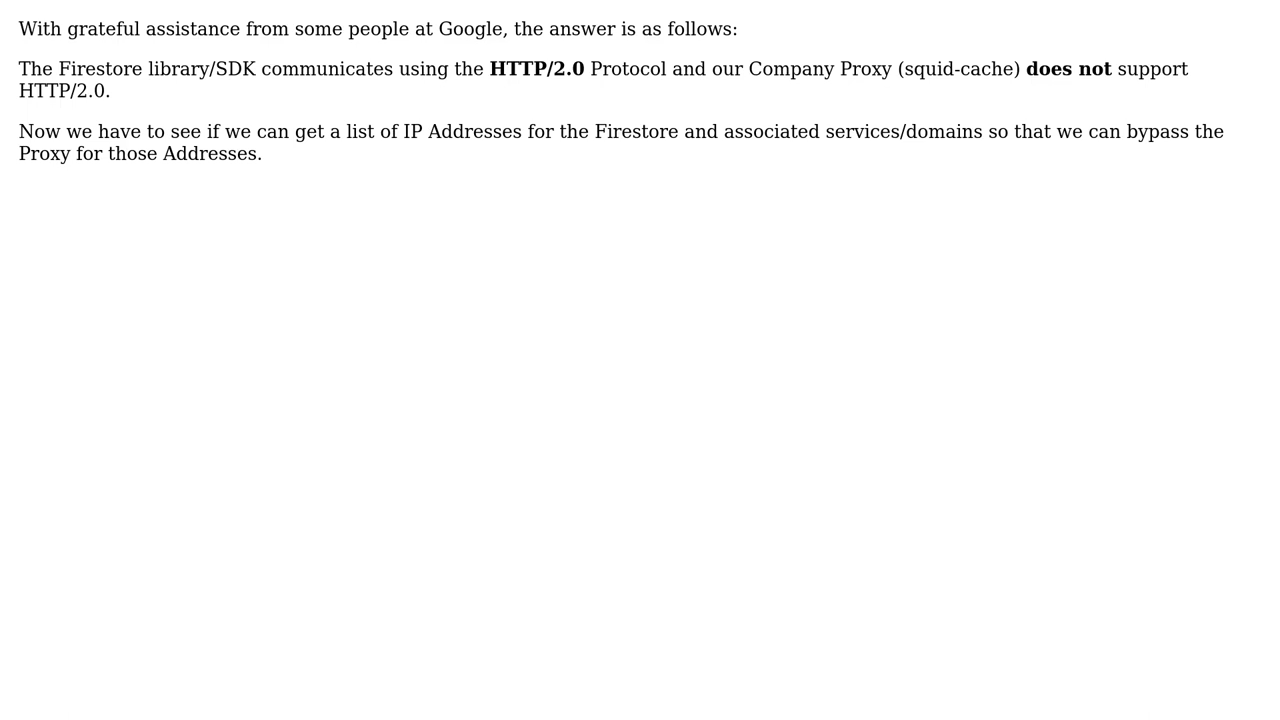 With grateful assistance from some people at Google, the answer is as follows:
The Firestore library/SDK communicates using the HTTP/2.0 Protocol and our Company Proxy (squid-cache) does not support
HTTP/2.0.
Now we have to see if we can get a list of IP Addresses for the Firestore and associated services/domains so that we can bypass the
Proxy for those Addresses.